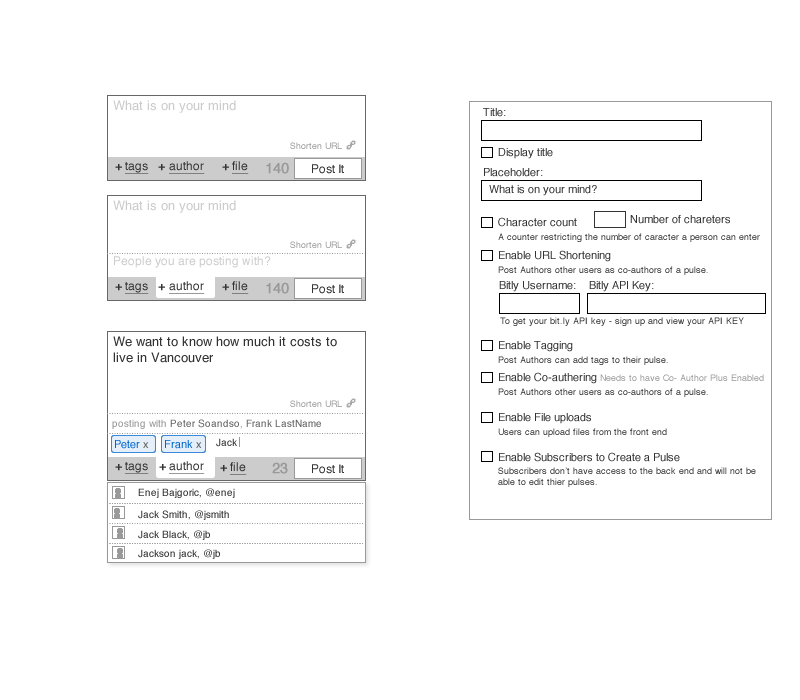 What is on your mind
Shorten URL
+ tags + author + file 140 Post It
What is on your mind
Shorten URL
People you are posting with?
+ tags + author + file 140 Post It
We want to know how much it costs to
live in Vancouver
Shorten URL
posting with Peter Soandso, Frank LastName
Peter x Frank x Jack
+ tags + author + file 23 Post It
Enej Bajgoric, @enej
Jack Smith, @jsmith
Jack Black, @jb
Jackson jack, @jb
Title:
Display title
Placeholder:
What is on your mind?
Character count Number of chareters
A counter restricting the number of caracter a person can enter
Enable URL Shortening
Post Authors other users as co-authors of a pulse.
Bitly Username: Bitly API Key:
To get your bit.ly API key - sign up and view your API KEY
Enable Tagging
Post Authors can add tags to their pulse.
Enable Co-authering Needs to have Co- Author Plus Enabled
Post Authors other users as co-authors of a pulse.
Enable File uploads
Users can upload files from the front end
Enable Subscribers to Create a Pulse
Subscribers don't have access to the back end and will not be
able to edit thier pulses.